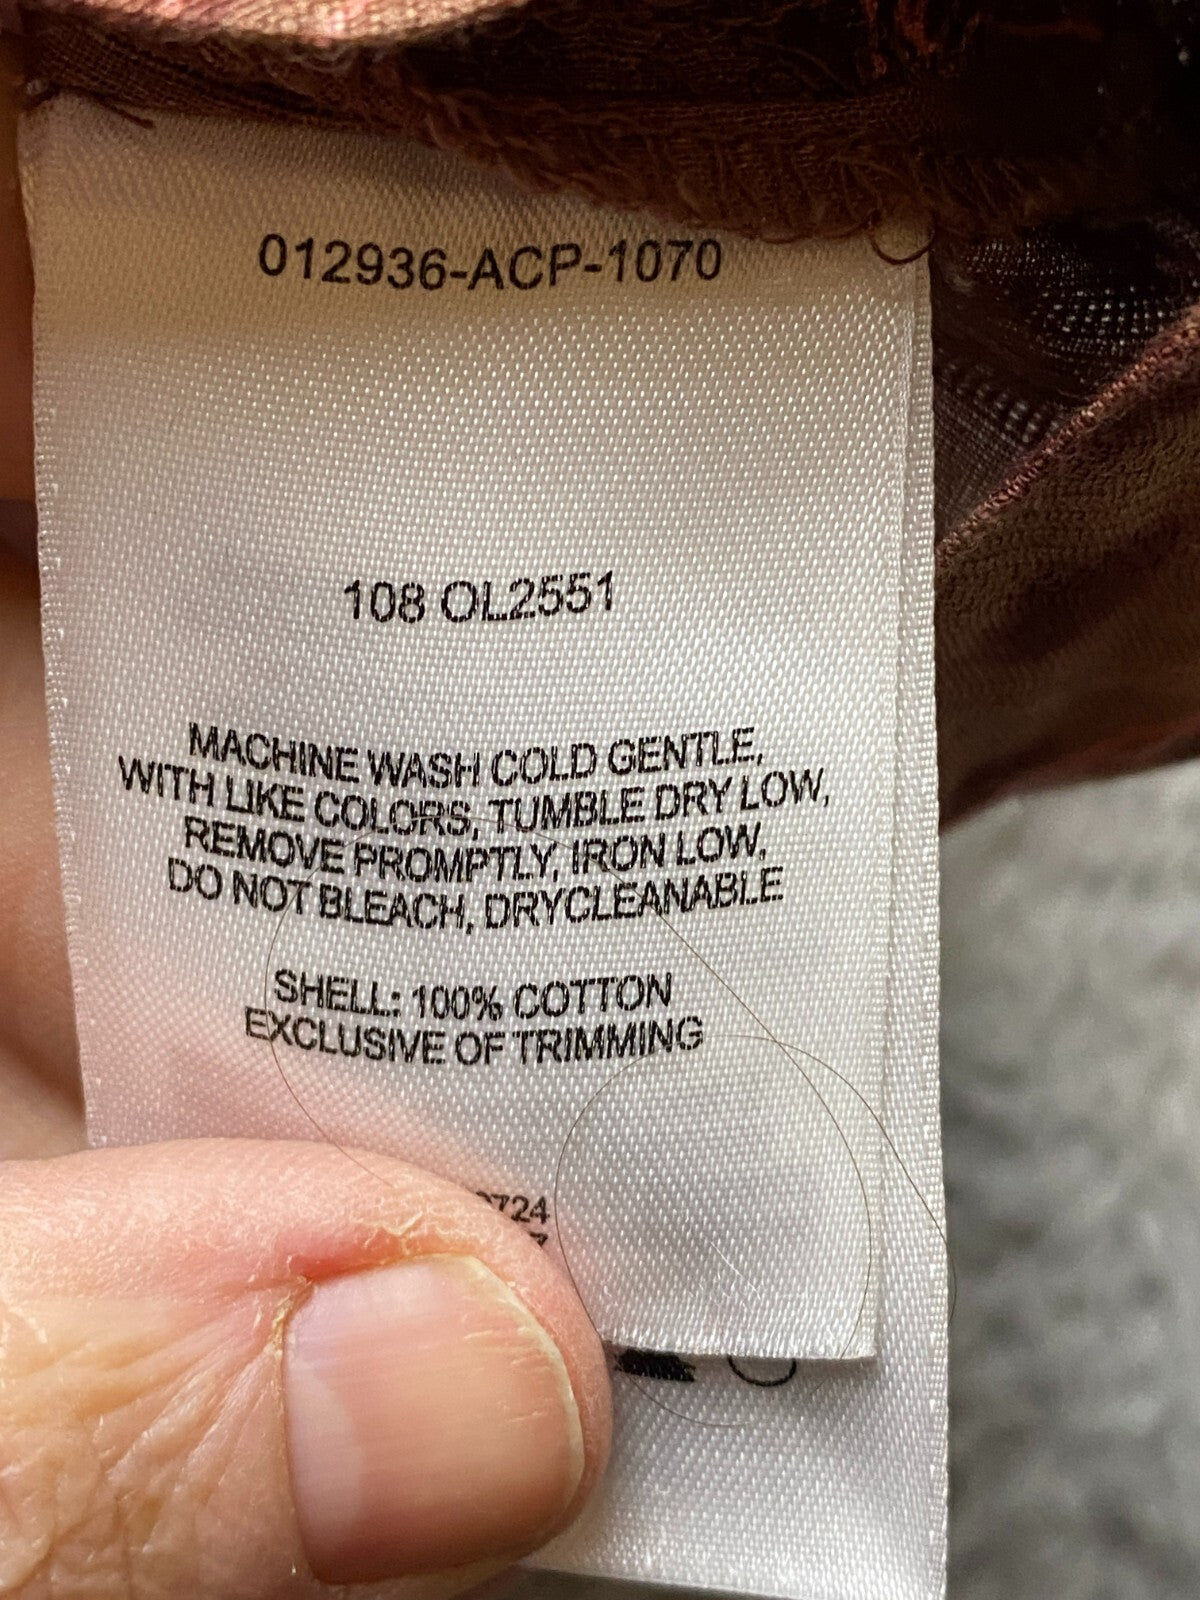 012936-ACP-1070
108 OL2551
MACHINE WASH COLD GENTLE,
WITH LIKE COLORS, TUMBLE DRY LOW,
REMOVE PROMPTLY, IRON LOW,
DO NOT BLEACH, DRYCLEANABLE
SHELL: 100% COTTON
EXCLUSIVE OF TRIMMING